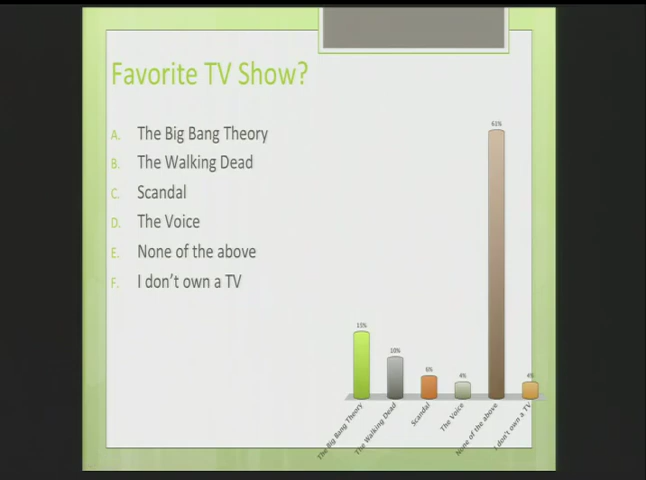 Favorite TV Show?
A. The Big Bang Theory
B. The Walking Dead
C. Scandal
D. The Voice
E. None of the above
F. I don't own a TV
61%
15%
10%
6%
4%
4%
The Big Bang Theory
The Walking Dead
Scandal
The Voice
None of the above
I don't own a TV